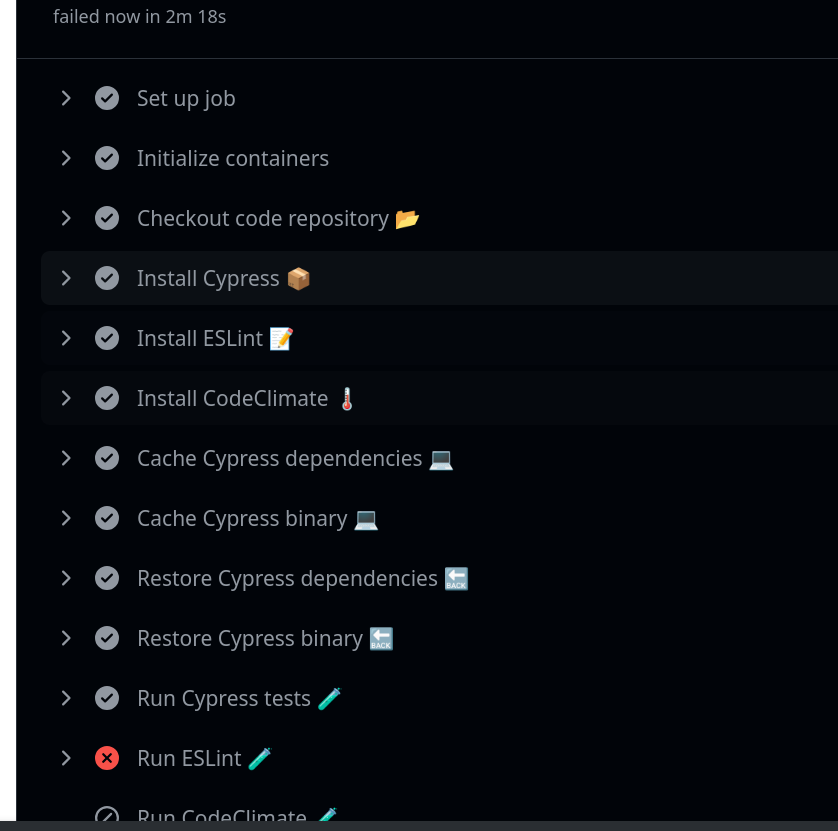 failed now in 2m 18s
Set up job
Initialize containers
Checkout code repository 📂
Install Cypress 📦
Install ESLint 📝
Install CodeClimate 🌡️
Cache Cypress dependencies 💻
Cache Cypress binary 💻
Restore Cypress dependencies 🔙
Restore Cypress binary 🔙
Run Cypress tests 🧪
Run ESLint 🧪
Run CodeClimate 🧪